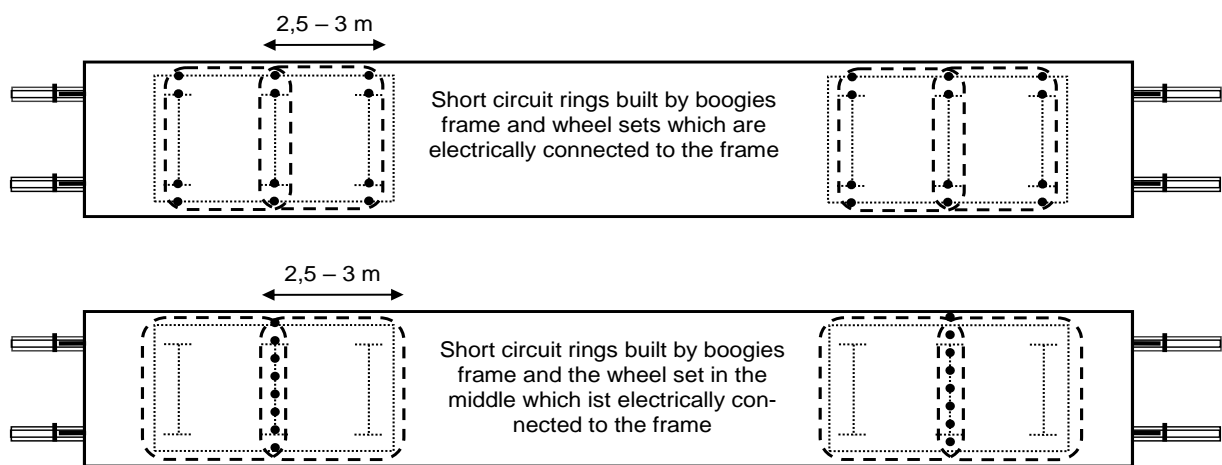 2,5 – 3 m
Short circuit rings built by boogies
frame and wheel sets which are
electrically connected to the frame
2,5 – 3 m
Short circuit rings built by boogies
frame and the wheel set in the
middle which ist electrically con-
nected to the frame